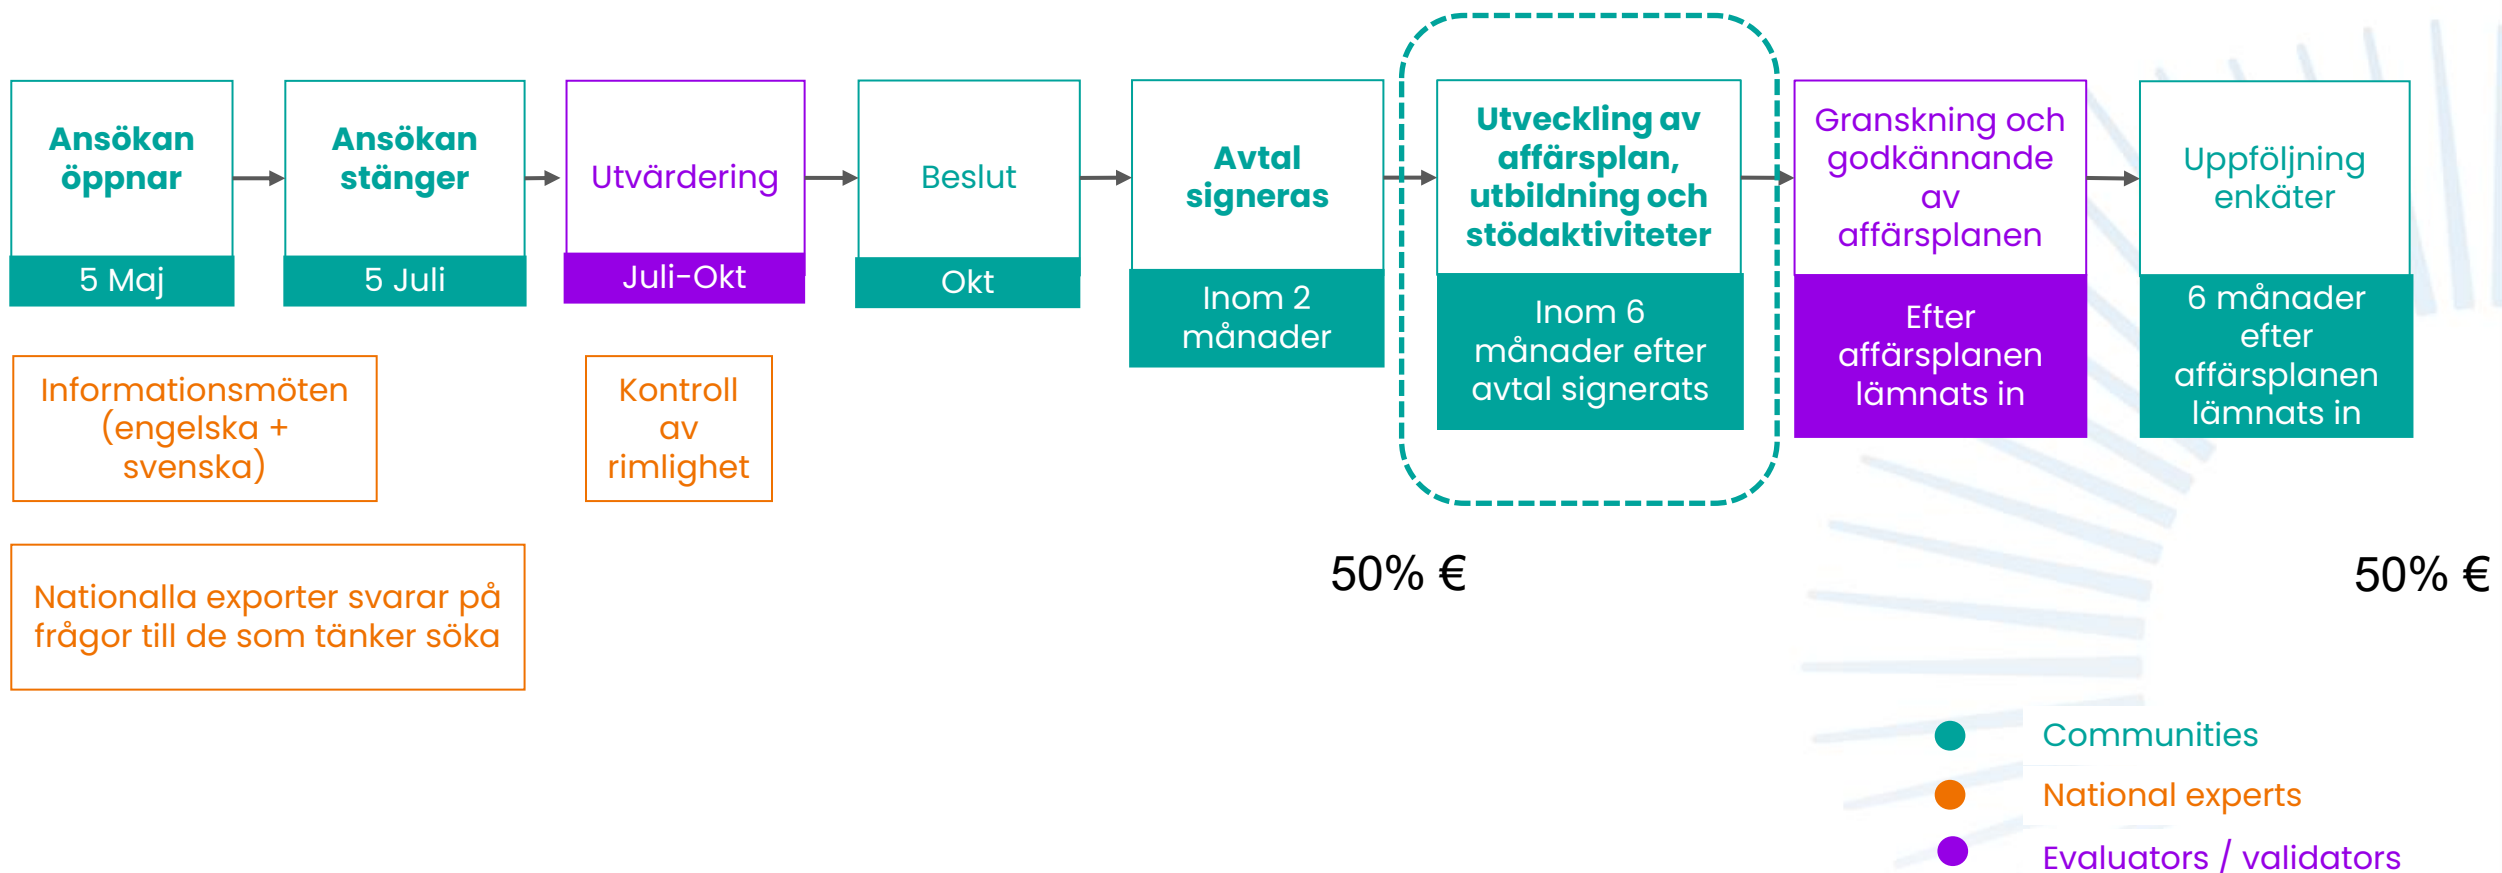 Ansökan
öppnar
5 Maj
Ansökan
stänger
5 Juli
Utvärdering
Juli-Okt
Beslut
Okt
Avtal
signeras
Inom 2
månader
Utveckling av
affärsplan,
utbildning och
stödaktiviteter
Inom 6
månader efter
avtal signerats
Granskning och
godkännande
av
affärsplanen
Efter
affärsplanen
lämnats in
Uppföljning
enkäter
6 månader
efter
affärsplanen
lämnats in
Informationsmöten
(engelska +
svenska)
Kontroll
av
rimlighet
Nationalla exporter svarar på
frågor till de som tänker söka
50% €
50% €
Communities
National experts
Evaluators / validators